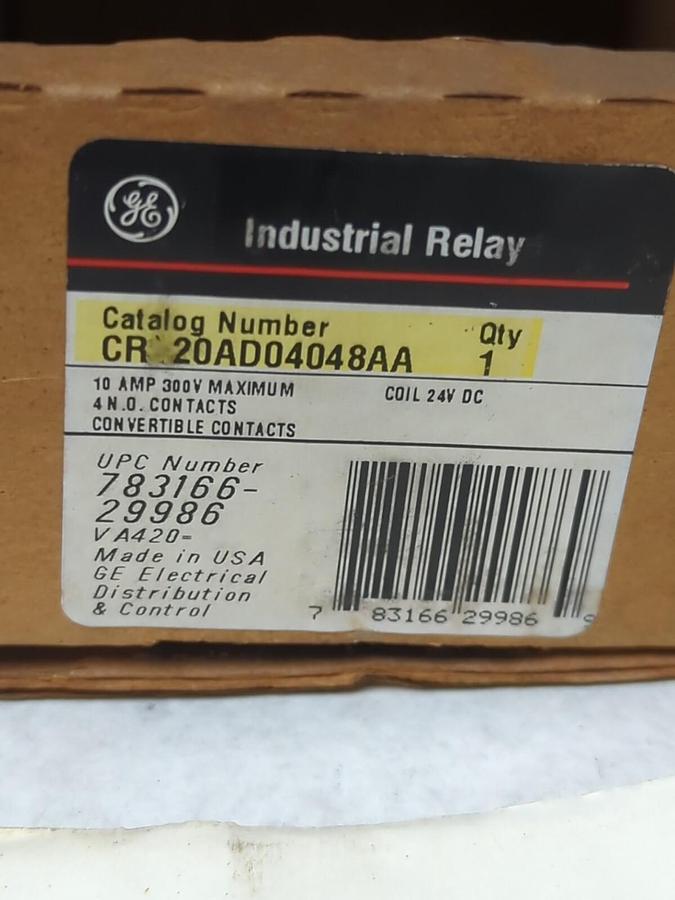 GE
Industrial Relay
Catalog Number Qty
20AD04048AA 1
10 AMP 300V MAXIMUM COIL 24V DC
4 N.O. CONTACTS
CONVERTIBLE CONTACTS
UPC Number
783166-
29986
VA420-
Made in USA
GE Electrical
Distribution
& Control
7 83166 29986 9